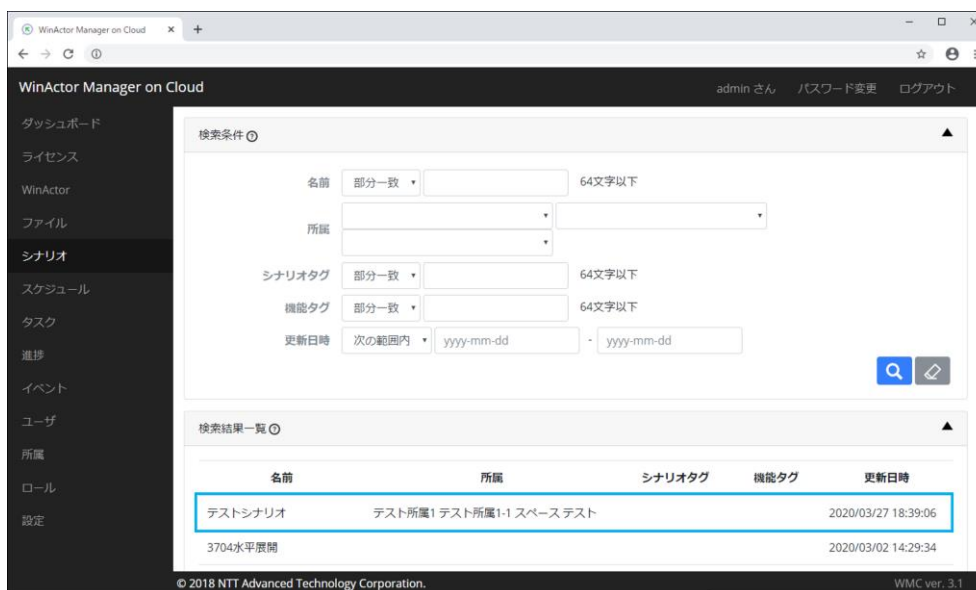 WinActor Manager on Cloud
WinActor Manager on Cloud
admin さん パスワード変更 ログアウト
ダッシュボード
ライセンス
WinActor
ファイル
シナリオ
スケジュール
タスク
進捗
イベント
ユーザ
所属
ロール
設定
検索条件
名前 部分一致 64文字以下
所属
シナリオタグ 部分一致 64文字以下
機能タグ 部分一致 64文字以下
更新日時 次の範囲内 yyyy-mm-dd - yyyy-mm-dd
検索結果一覧
名前 所属 シナリオタグ 機能タグ 更新日時
テストシナリオ テスト所属1 テスト所属1-1 スペース テスト 2020/03/27 18:39:06
3704水平展開 2020/03/02 14:29:34
© 2018 NTT Advanced Technology Corporation. WMC ver. 3.1